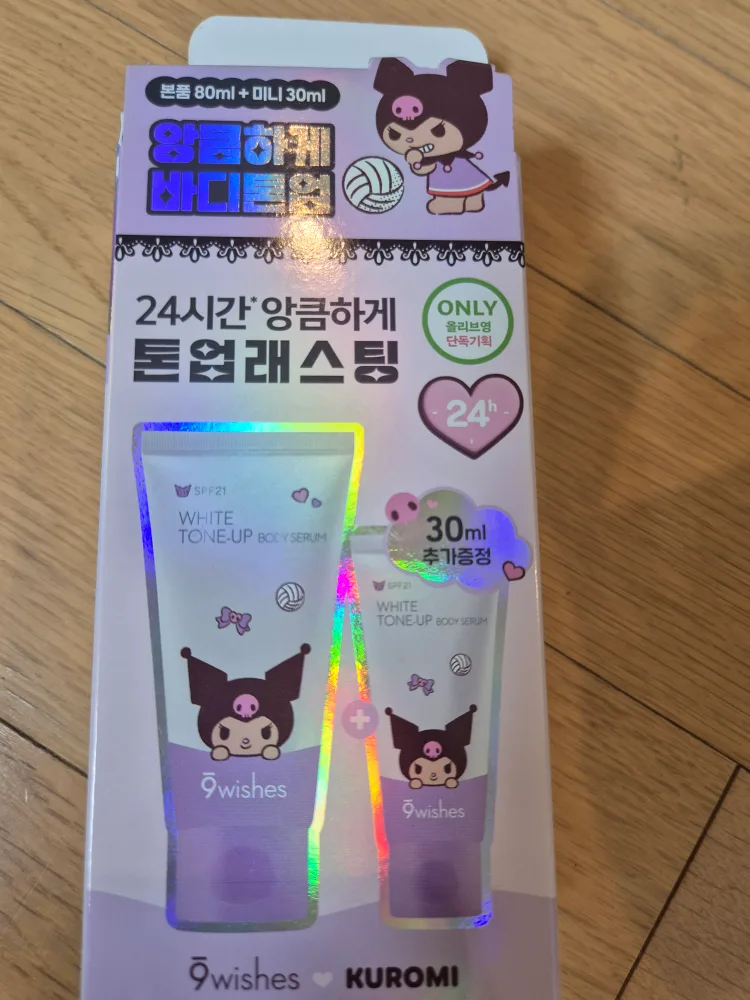 본품 80ml + 미니 30ml
앙큼하게
바디톤업
24시간* 앙큼하게
톤업래스팅
ONLY
올리브영
단독기획
24h
SPF21
WHITE
TONE-UP BODY SERUM
9wishes
30ml
추가증정
SPF21
WHITE
TONE-UP BODY SERUM
9wishes
9wishes KUROMI